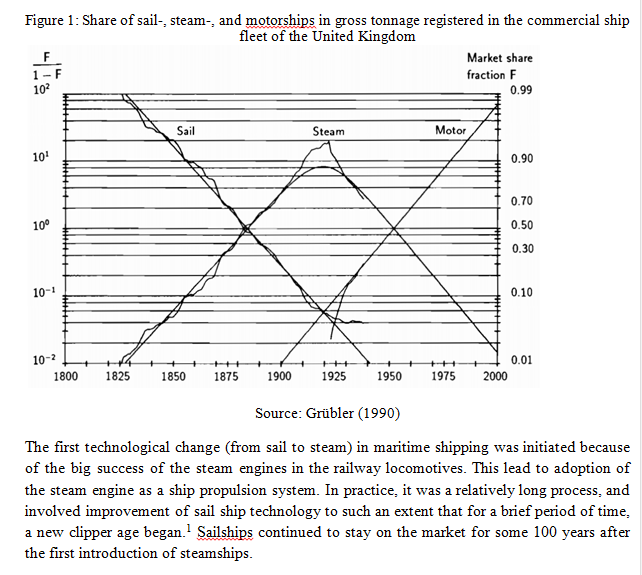 Figure 1: Share of sail-, steam-, and motorships in gross tonnage registered in the commercial ship
fleet of the United Kingdom
F
1 – F
Market share
fraction F
10²
0.99
Sail
Steam
Motor
10¹
0.90
0.70
10⁰
0.50
0.30
10⁻¹
0.10
10⁻²
0.01
1800
1825
1850
1875
1900
1925
1950
1975
2000
Source: Grübler (1990)
The first technological change (from sail to steam) in maritime shipping was initiated because
of the big success of the steam engines in the railway locomotives. This lead to adoption of
the steam engine as a ship propulsion system. In practice, it was a relatively long process, and
involved improvement of sail ship technology to such an extent that for a brief period of time,
a new clipper age began.¹ Sailships continued to stay on the market for some 100 years after
the first introduction of steamships.